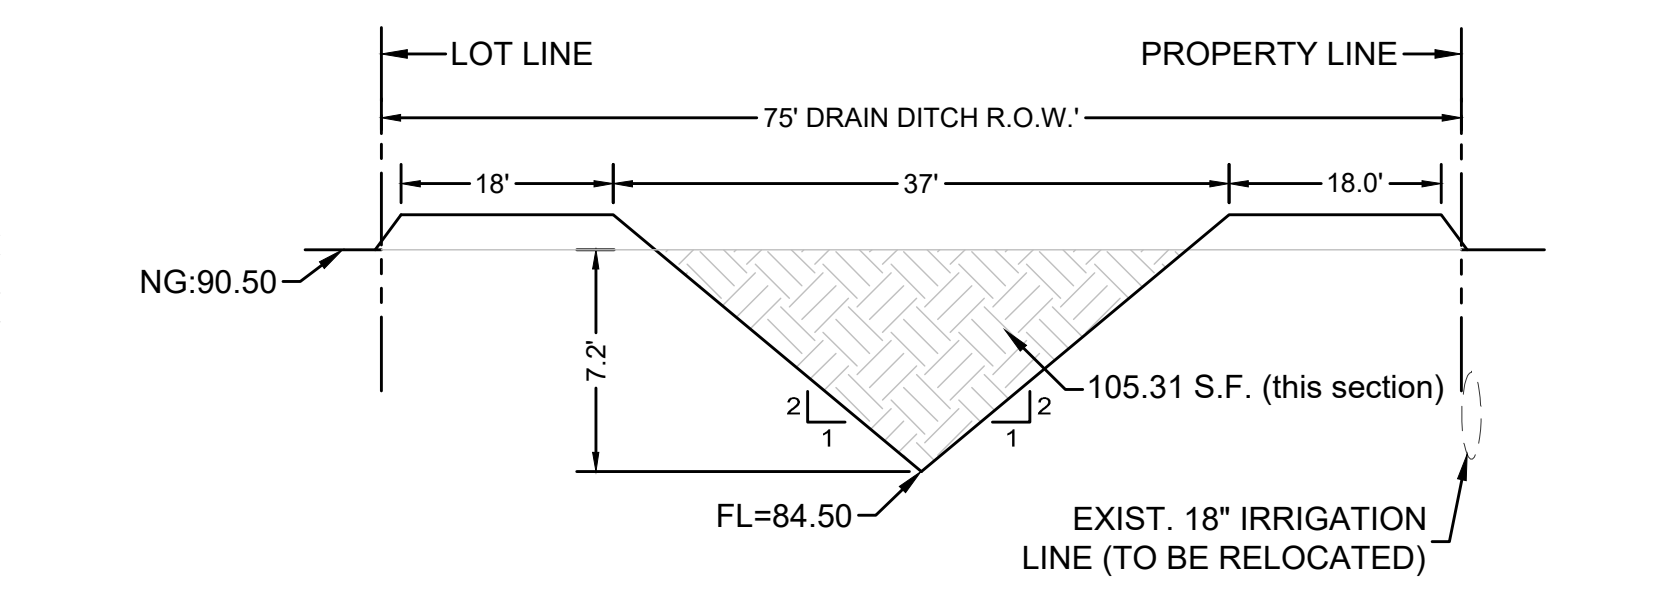 LOT LINE
PROPERTY LINE
75' DRAIN DITCH R.O.W.'
18'
37'
18.0'
NG:90.50
7.2'
105.31 S.F. (this section)
2
1
2
1
FL=84.50
EXIST. 18" IRRIGATION
LINE (TO BE RELOCATED)